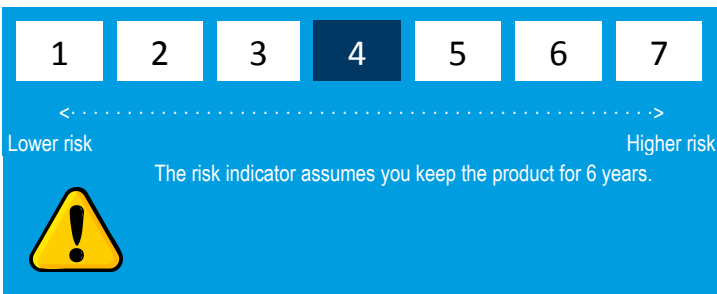 1 2 3 4 5 6 7
<·····················································>
Lower risk Higher risk
The risk indicator assumes you keep the product for 6 years.
!